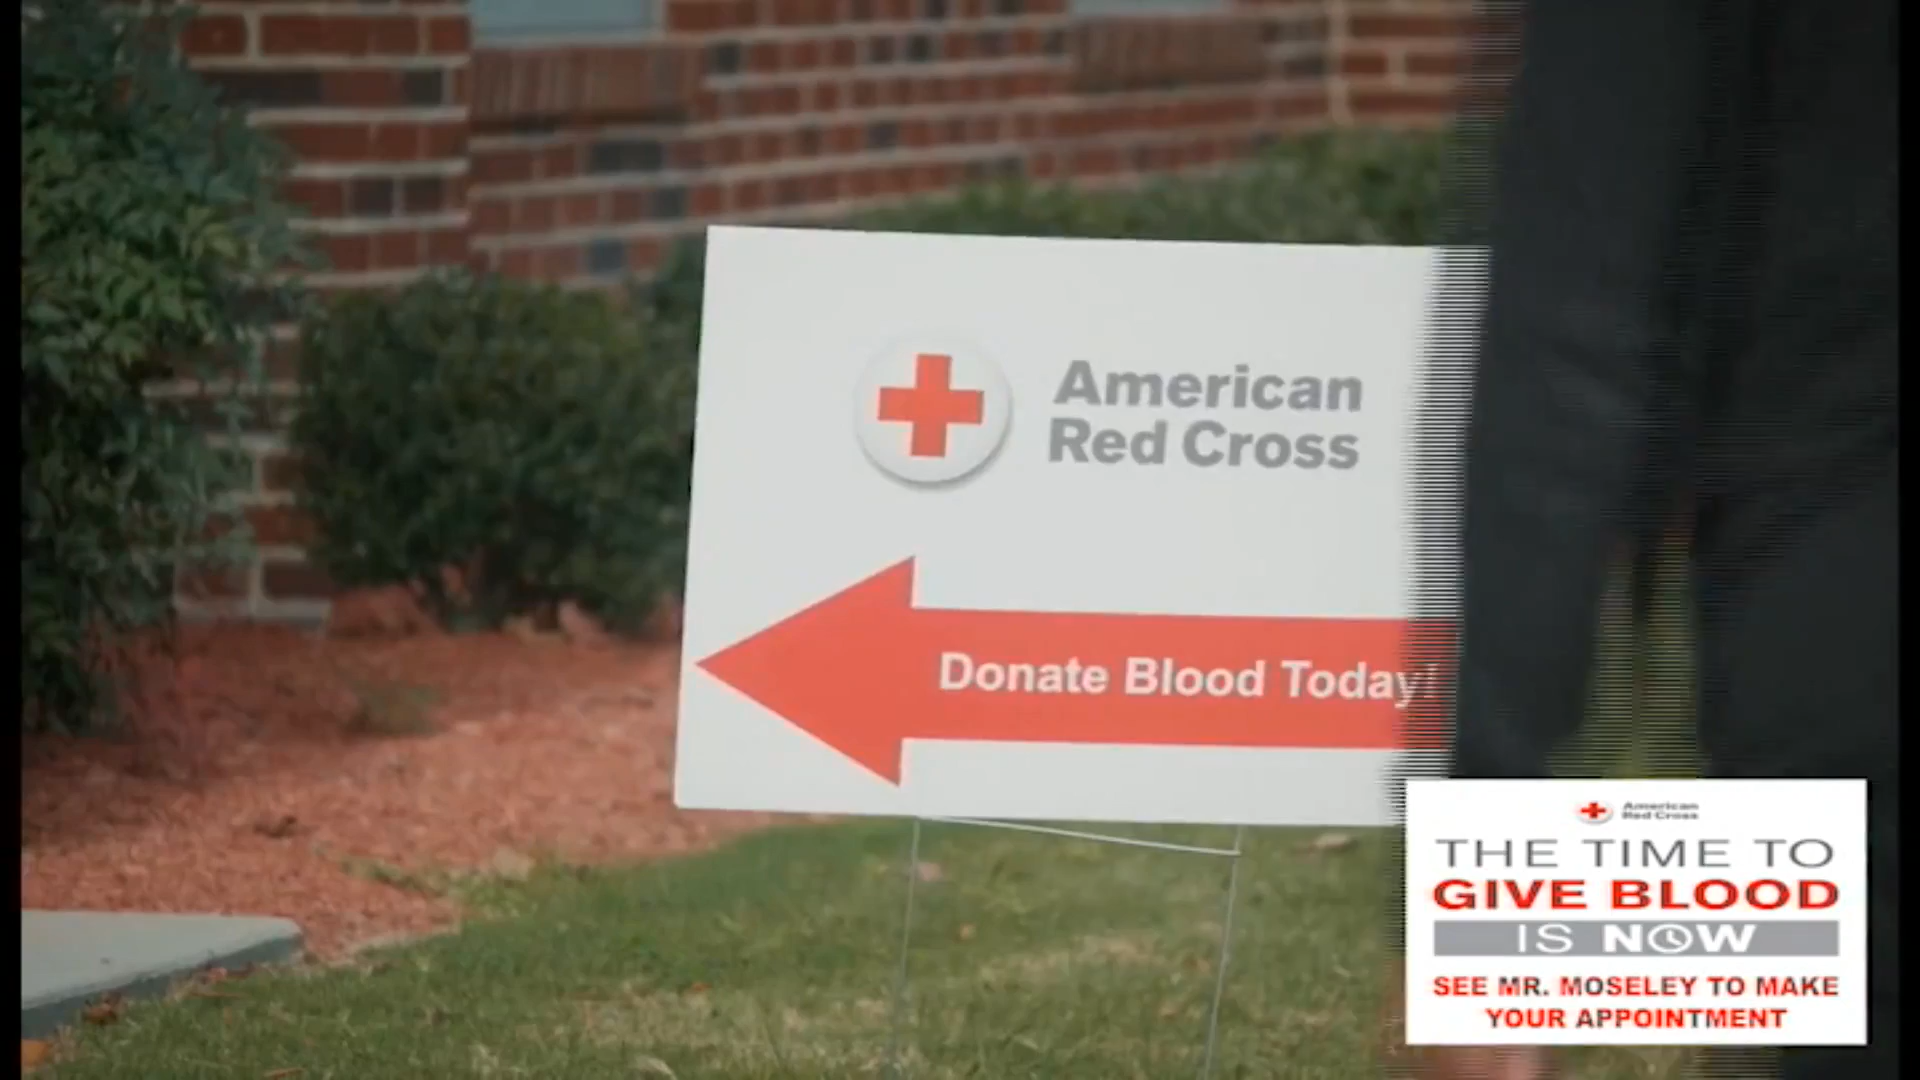 American
Red Cross
Donate Blood Today!
American
Red Cross
THE TIME TO
GIVE BLOOD
IS NOW
SEE MR. MOSELEY TO MAKE
YOUR APPOINTMENT